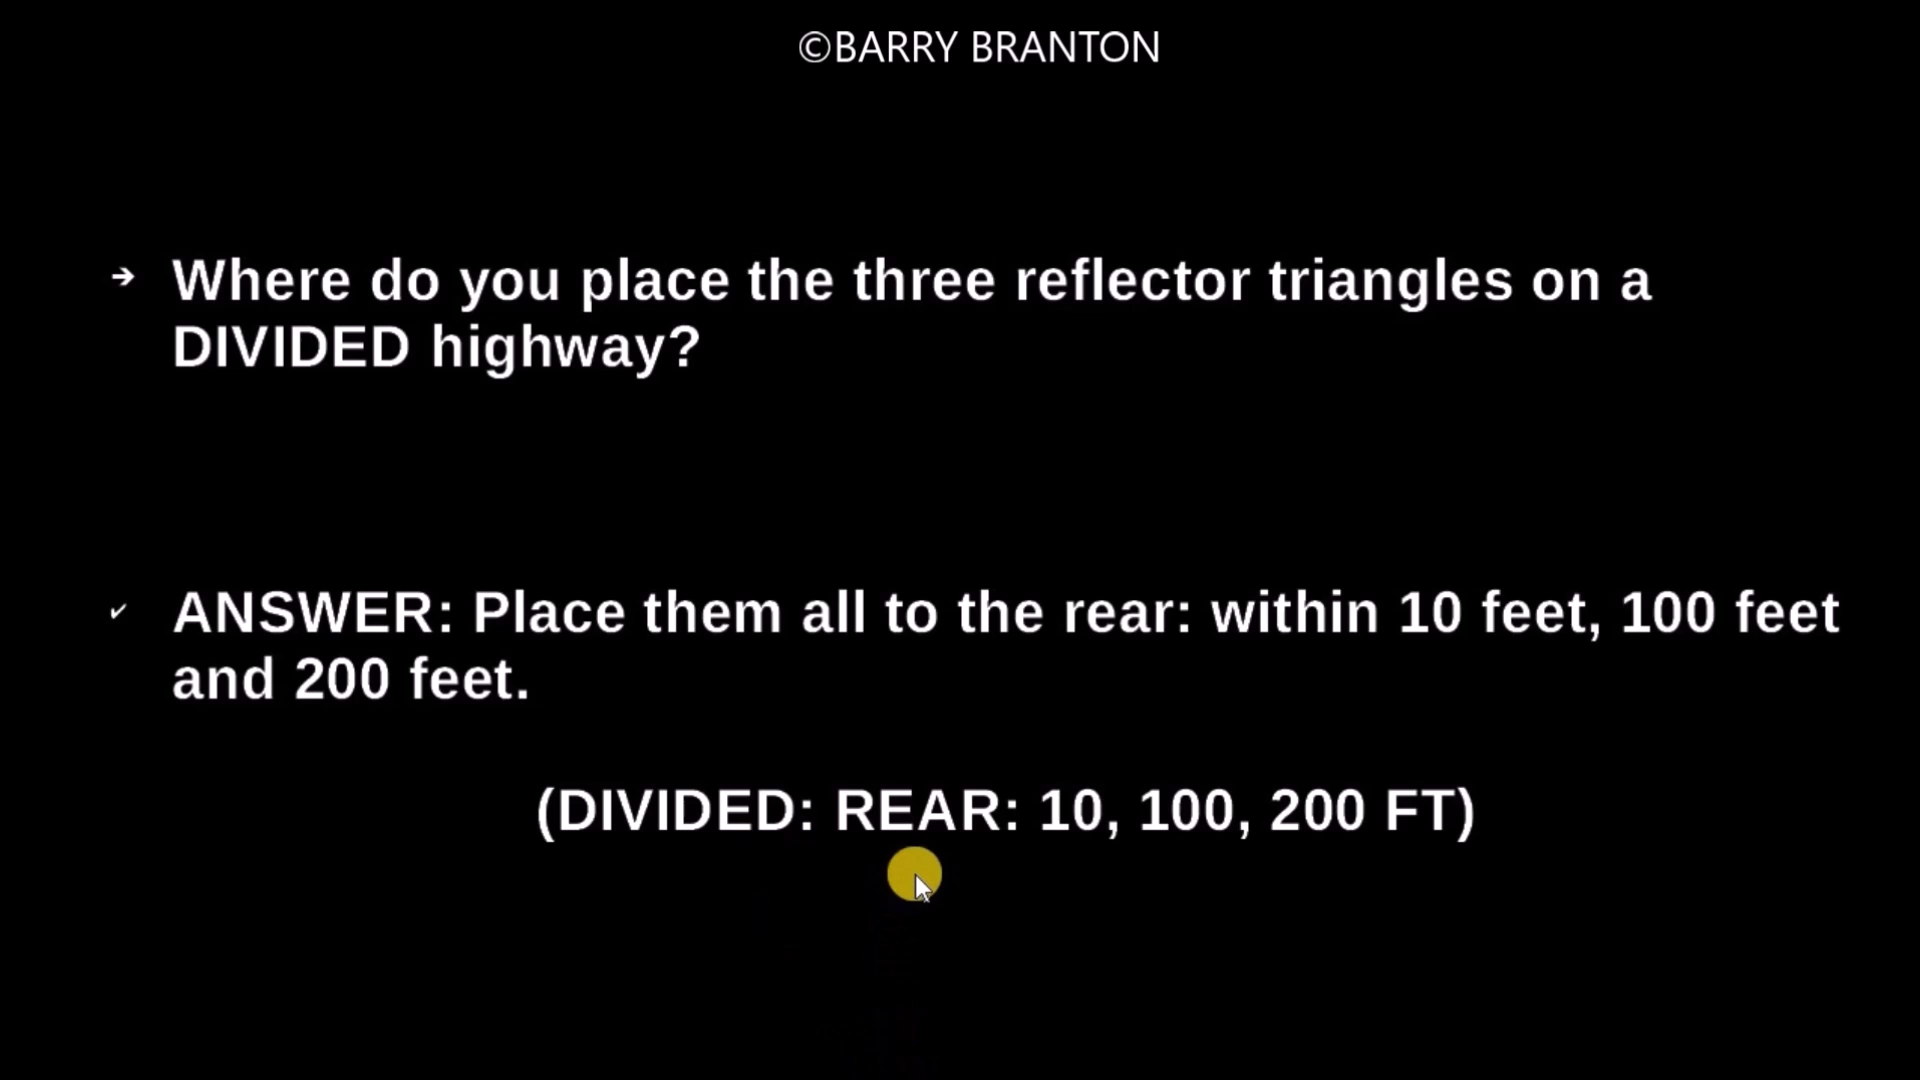 ©BARRY BRANTON
➔ Where do you place the three reflector triangles on a
DIVIDED highway?
✓ ANSWER: Place them all to the rear: within 10 feet, 100 feet
and 200 feet.
(DIVIDED: REAR: 10, 100, 200 FT)